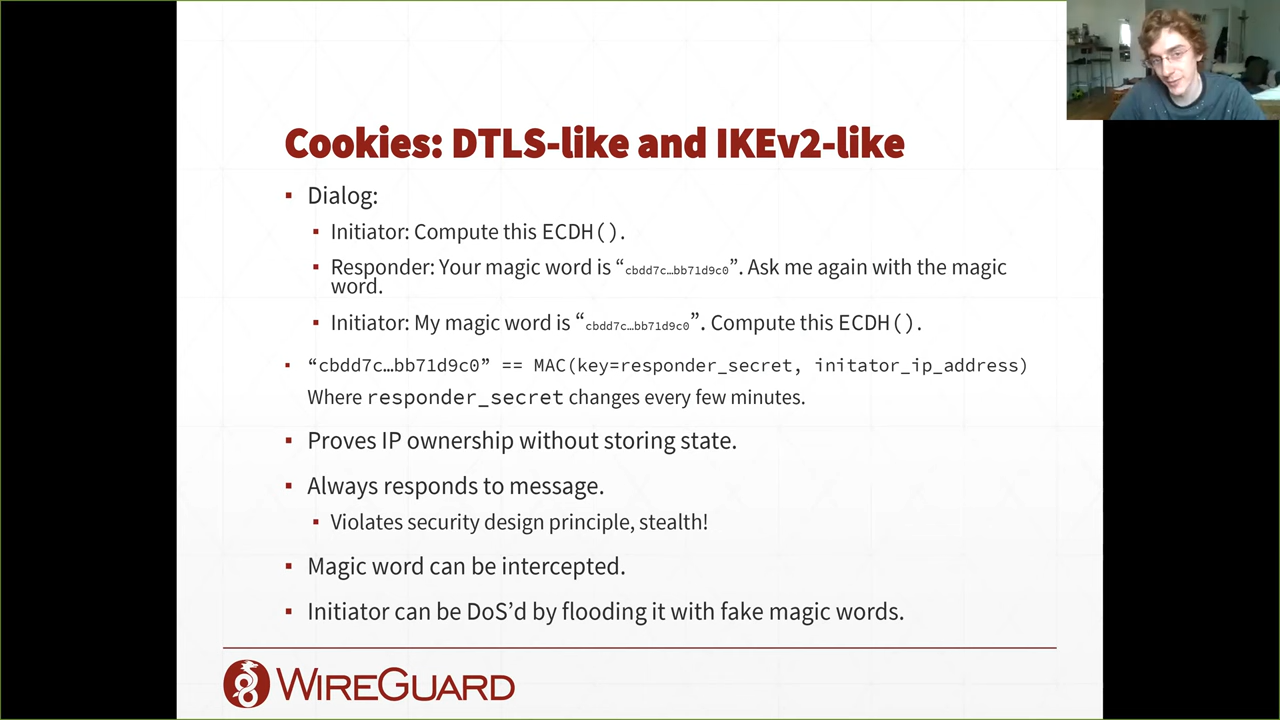 Cookies: DTLS-like and IKEv2-like
▪ Dialog:
▪ Initiator: Compute this ECDH().
▪ Responder: Your magic word is “cbdd7c…bb71d9c0”. Ask me again with the magic
word.
▪ Initiator: My magic word is “cbdd7c…bb71d9c0”. Compute this ECDH().
▪ “cbdd7c…bb71d9c0” == MAC(key=responder_secret, initator_ip_address)
Where responder_secret changes every few minutes.
▪ Proves IP ownership without storing state.
▪ Always responds to message.
▪ Violates security design principle, stealth!
▪ Magic word can be intercepted.
▪ Initiator can be DoS’d by flooding it with fake magic words.
WIREGUARD